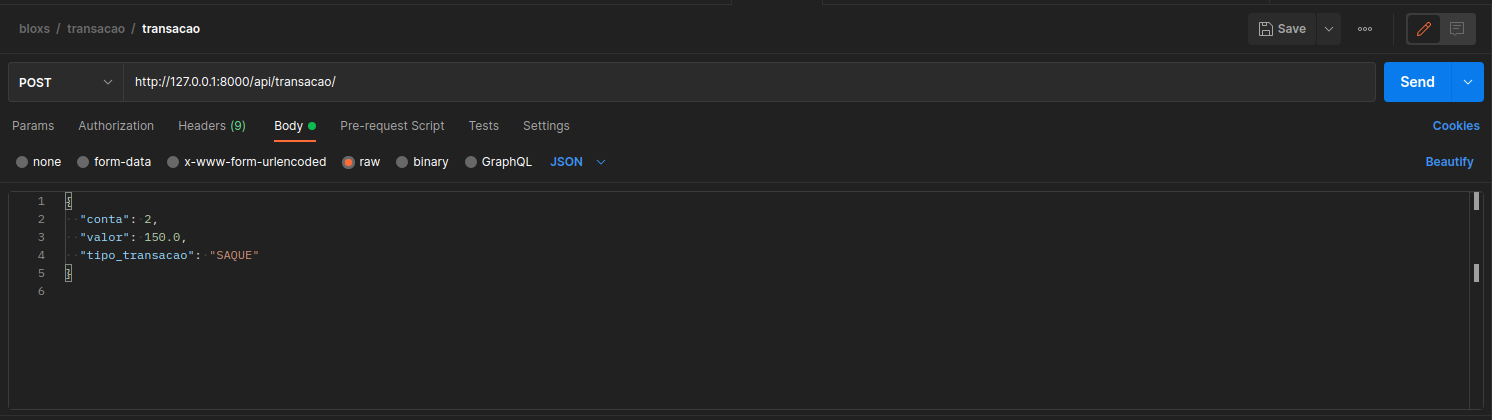 bloxs / transacao / transacao Save
POST http://127.0.0.1:8000/api/transacao/ Send
Params Authorization Headers (9) Body Pre-request Script Tests Settings Cookies
none form-data x-www-form-urlencoded raw binary GraphQL JSON Beautify
1 {
2 "conta": 2,
3 "valor": 150.0,
4 "tipo_transacao": "SAQUE"
5 }
6